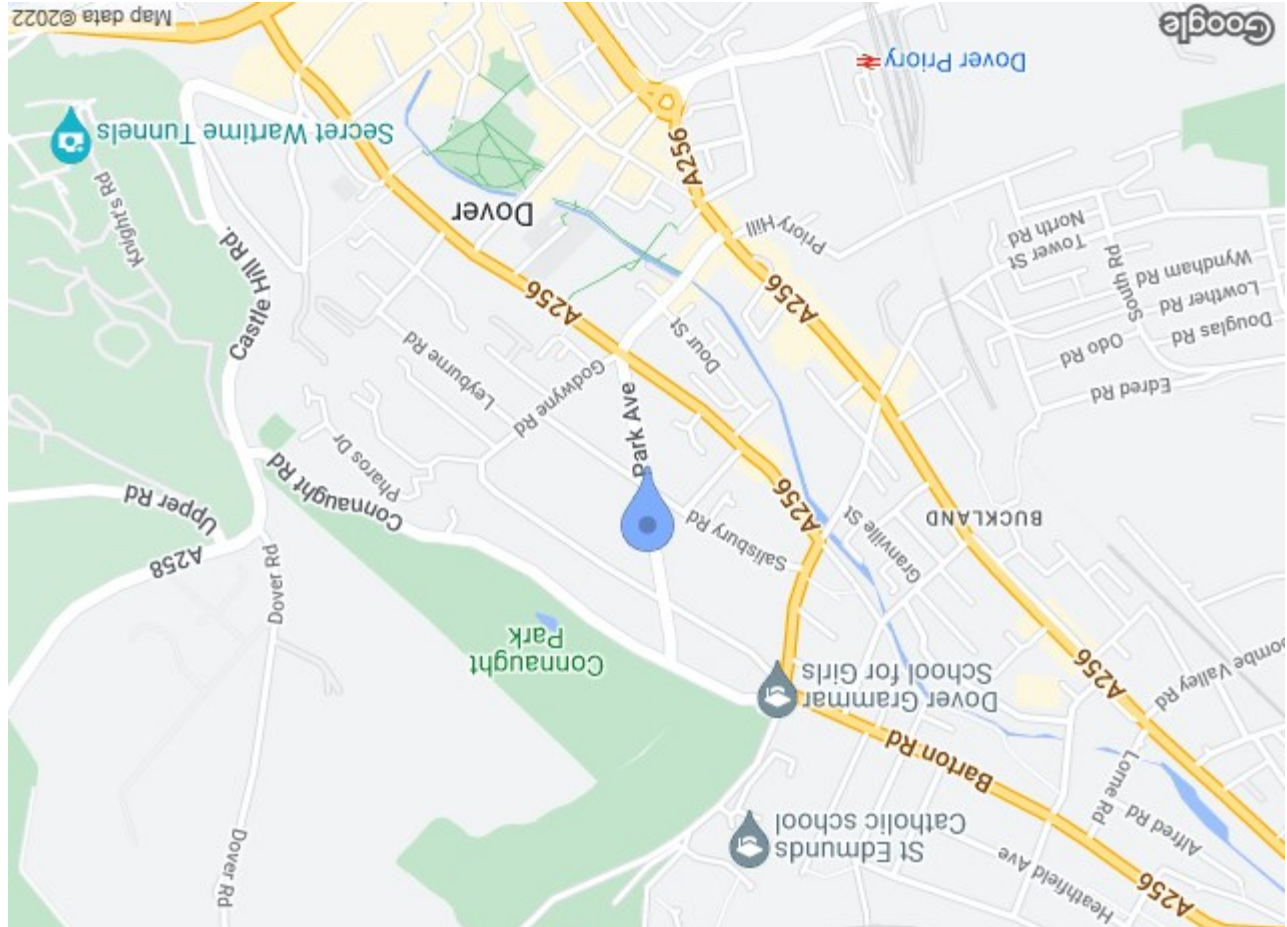 A256
Heathfield Ave
Alfred Rd
Lorne Rd
St Edmunds
Catholic school
Dover Rd
Barton Rd
Dover Grammar
School for Girls
ombe Valley Rd
A256
Connaught
Park
Dover Rd
A258
Upper Rd
Salisbury Rd
Granville St
BUCKLAND
A256
Connaught Rd
Pharos Dr
Park Ave
Godwyne Rd
Leyburne Rd
Dour St
Edred Rd
Odo Rd
Douglas Rd
Lowther Rd
Wyndham Rd
South Rd
Tower St
North Rd
A256
A256
Castle Hill Rd.
Priory Hill
Dover
Knight's Rd
Secret Wartime Tunnels
A256
Dover Priory
Google
Map data ©2022